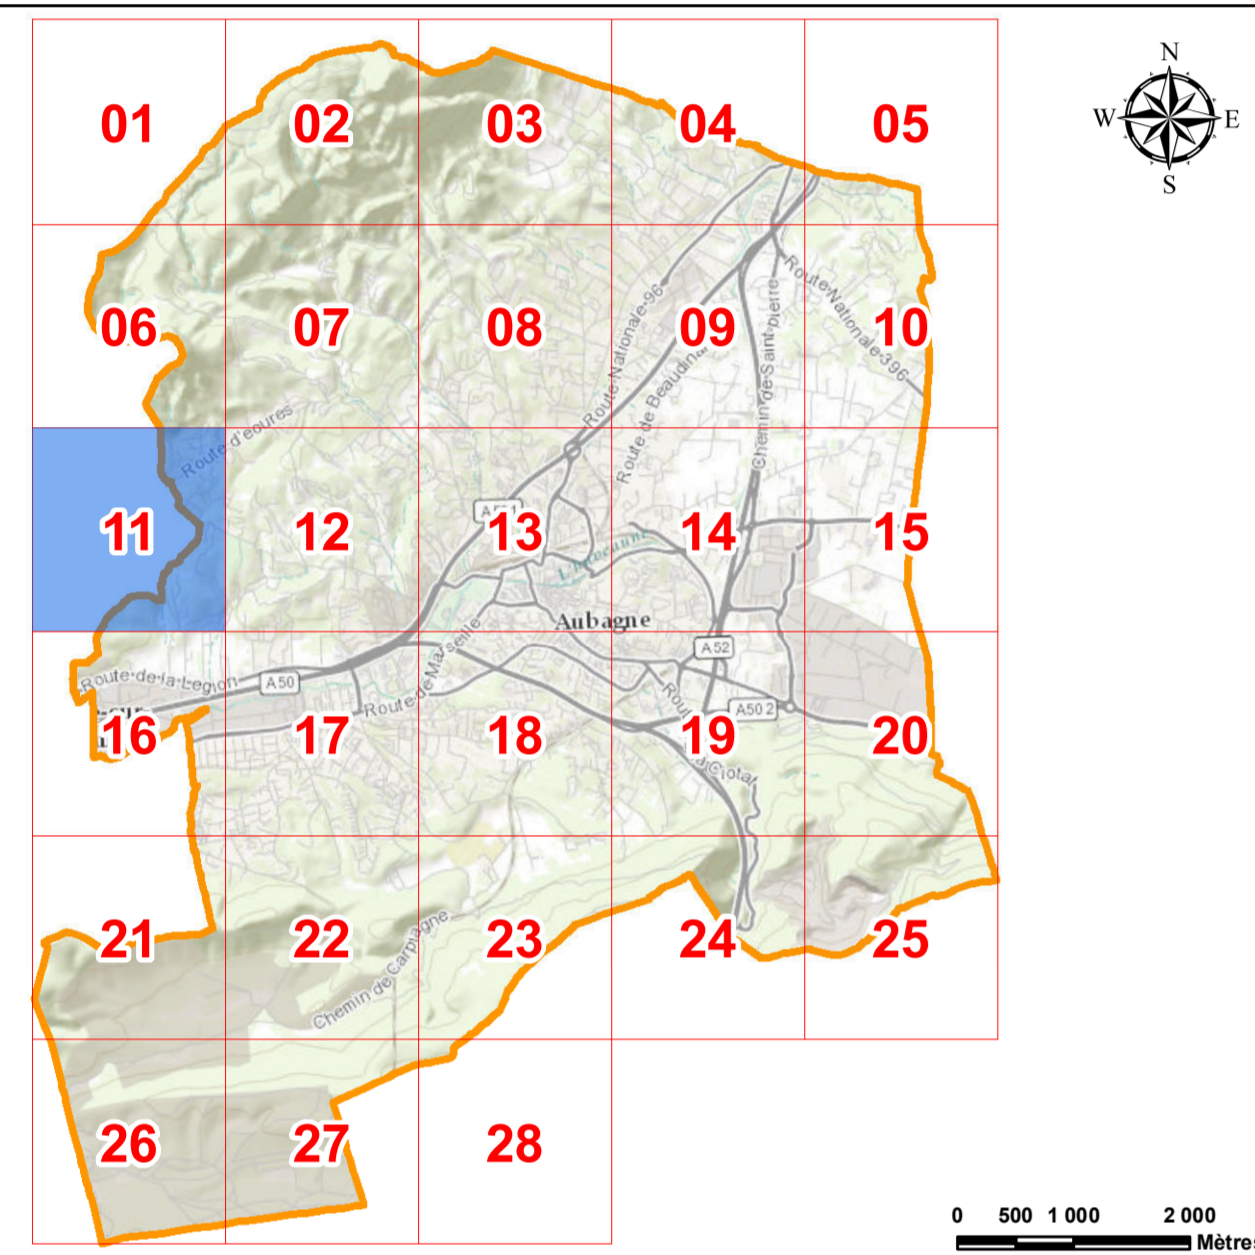 N
W E
S
01 02 03 04 05
06 07 08 09 10
Route Nationale 96
Route de Beaudinar
Chemin de Saint-pierre
Route Nationale 396
Route d'eoures
11 12 13 14 15
L'Huveaune
Aubagne
A52
Route de la Legion
A50
Route de Marseille
A502
16 17 18 19 20
21 22 23 24 25
Chemin de Carpiagne
26 27 28
0 500 1 000 2 000
Mètres